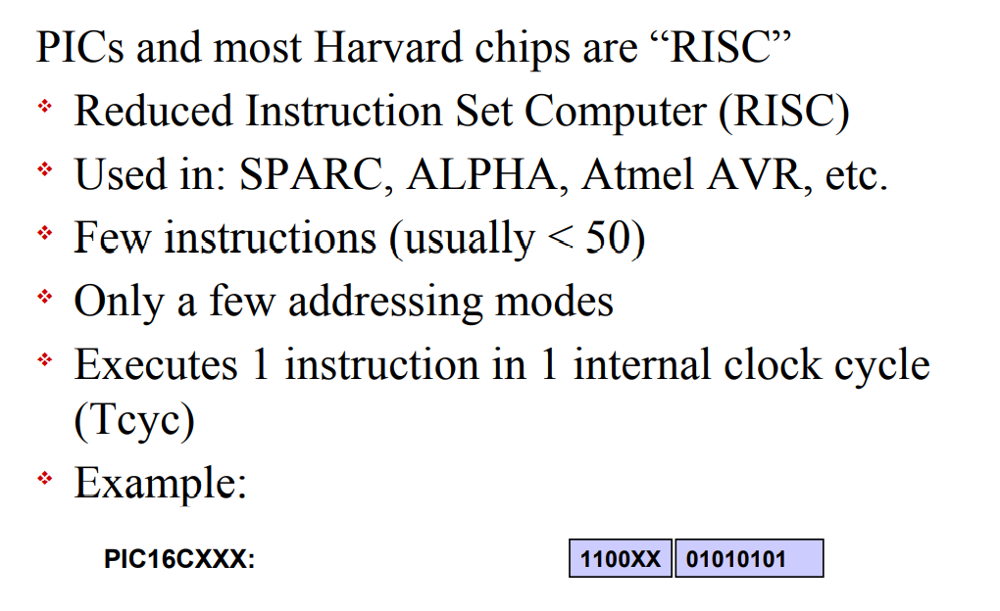 PICs and most Harvard chips are “RISC”
Reduced Instruction Set Computer (RISC)
Used in: SPARC, ALPHA, Atmel AVR, etc.
Few instructions (usually < 50)
Only a few addressing modes
Executes 1 instruction in 1 internal clock cycle
(Tcyc)
Example:
PIC16CXXX: 1100XX 01010101